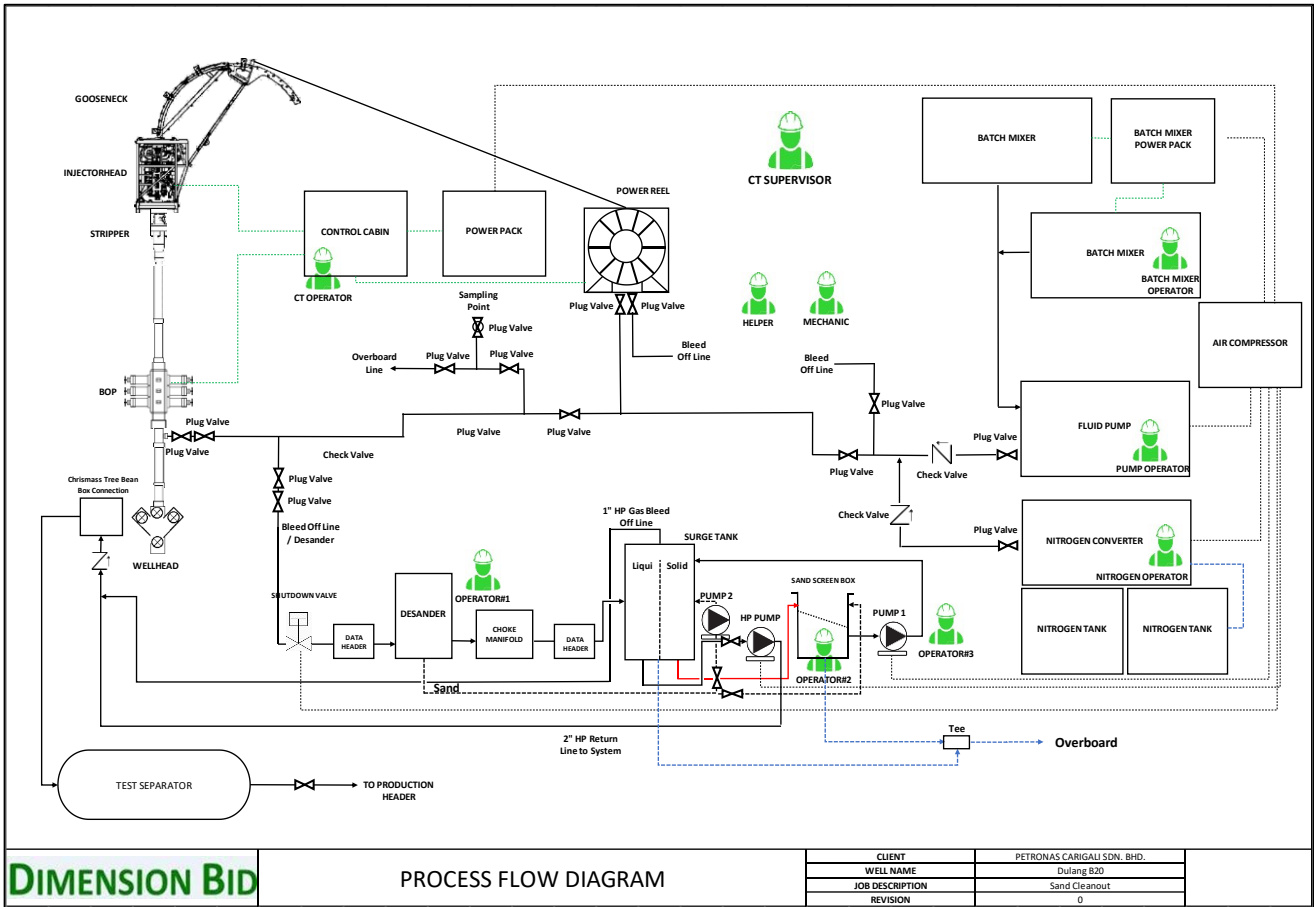 GOOSENECK
INJECTORHEAD
STRIPPER
BOP
Plug Valve
Plug Valve
Chrismass Tree Bean
Box Connection
WELLHEAD
CONTROL CABIN
CT OPERATOR
POWER PACK
POWER REEL
Plug Valve
Plug Valve
Bleed
Off Line
Sampling
Point
Plug Valve
Overboard
Line
Plug Valve
Plug Valve
Plug Valve
Plug Valve
Check Valve
Plug Valve
Plug Valve
Bleed Off Line
/ Desander
CT SUPERVISOR
HELPER
MECHANIC
BATCH MIXER
BATCH MIXER
POWER PACK
BATCH MIXER
BATCH MIXER
OPERATOR
AIR COMPRESSOR
Bleed
Off Line
Plug Valve
Plug Valve
Check Valve
Plug Valve
FLUID PUMP
PUMP OPERATOR
Check Valve
Plug Valve
NITROGEN CONVERTER
NITROGEN OPERATOR
NITROGEN TANK
NITROGEN TANK
SHUTDOWN VALVE
DATA
HEADER
DESANDER
OPERATOR#1
CHOKE
MANIFOLD
DATA
HEADER
1" HP Gas Bleed
Off Line
SURGE TANK
Liqui
Solid
PUMP 2
HP PUMP
SAND SCREEN BOX
OPERATOR#2
PUMP 1
OPERATOR#3
Sand
2" HP Return
Line to System
Tee
Overboard
TEST SEPARATOR
TO PRODUCTION
HEADER
DIMENSION BID
PROCESS FLOW DIAGRAM
CLIENT PETRONAS CARIGALI SDN. BHD.
WELL NAME Dulang B20
JOB DESCRIPTION Sand Cleanout
REVISION 0